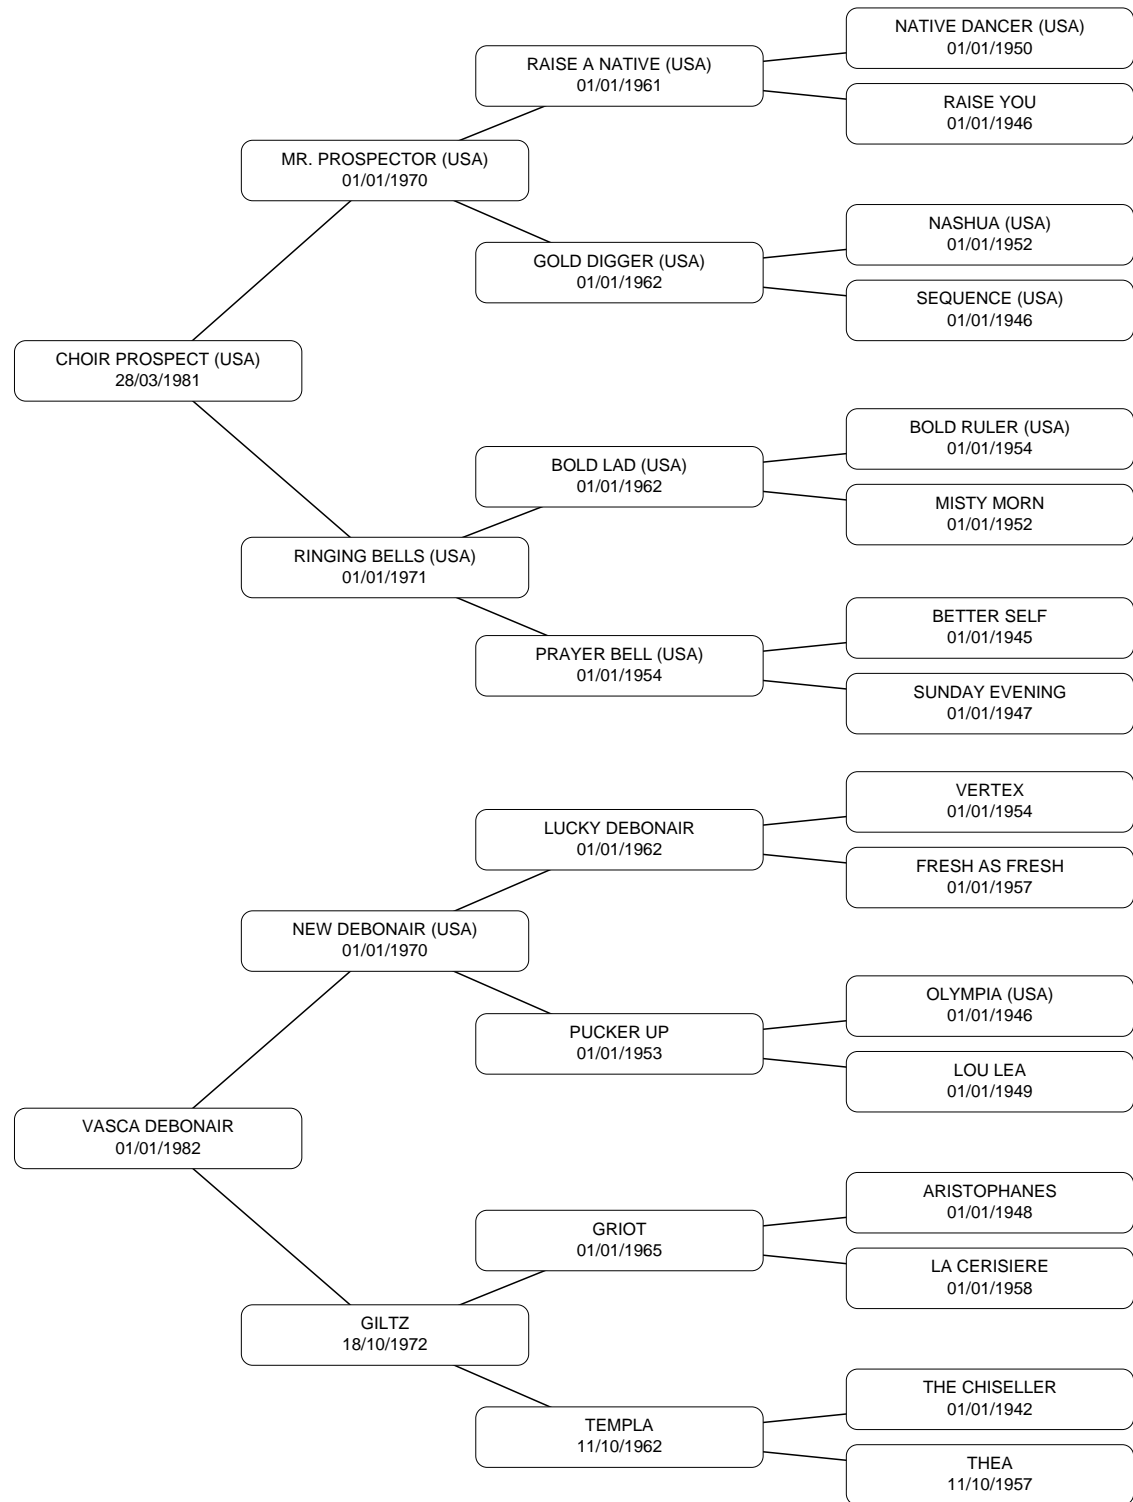 NATIVE DANCER (USA)
01/01/1950
RAISE A NATIVE (USA)
01/01/1961
RAISE YOU
01/01/1946
MR. PROSPECTOR (USA)
01/01/1970
NASHUA (USA)
01/01/1952
GOLD DIGGER (USA)
01/01/1962
SEQUENCE (USA)
01/01/1946
CHOIR PROSPECT (USA)
28/03/1981
BOLD RULER (USA)
01/01/1954
BOLD LAD (USA)
01/01/1962
MISTY MORN
01/01/1952
RINGING BELLS (USA)
01/01/1971
BETTER SELF
01/01/1945
PRAYER BELL (USA)
01/01/1954
SUNDAY EVENING
01/01/1947
VERTEX
01/01/1954
LUCKY DEBONAIR
01/01/1962
FRESH AS FRESH
01/01/1957
NEW DEBONAIR (USA)
01/01/1970
OLYMPIA (USA)
01/01/1946
PUCKER UP
01/01/1953
LOU LEA
01/01/1949
VASCA DEBONAIR
01/01/1982
ARISTOPHANES
01/01/1948
GRIOT
01/01/1965
LA CERISIERE
01/01/1958
GILTZ
18/10/1972
THE CHISELLER
01/01/1942
TEMPLA
11/10/1962
THEA
11/10/1957